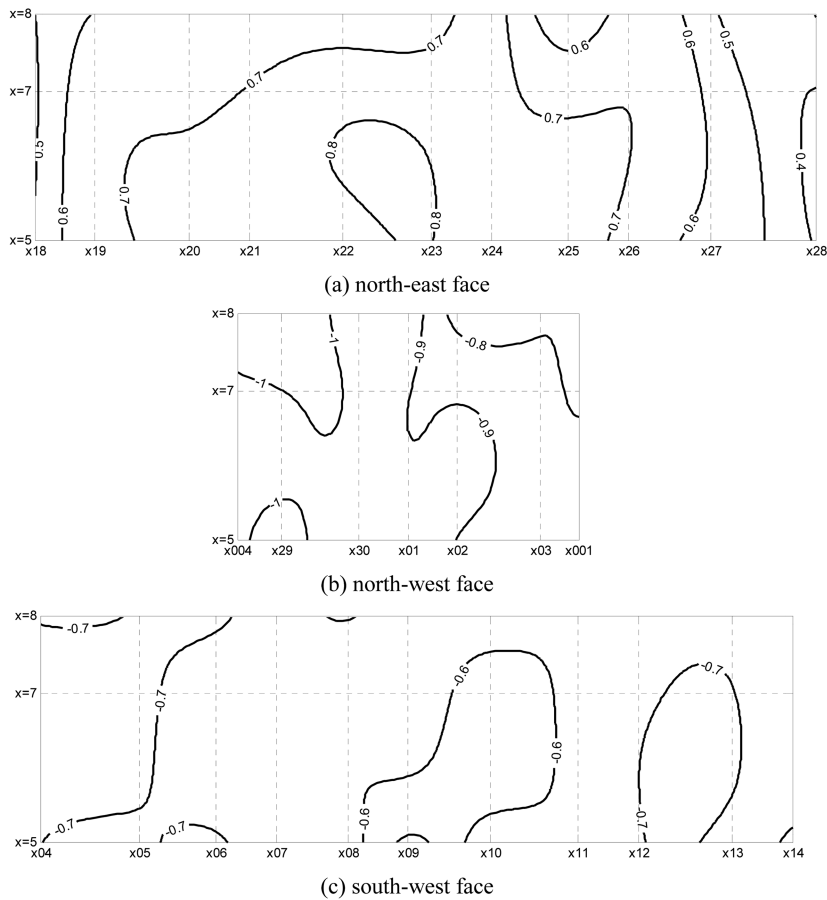 x=8
0.7
0.6
0.6
0.5
0.7
x=7
0.7
0.5
0.8
0.4
0.7
0.6
0.8
0.7
0.6
x=5
x18 x19 x20 x21 x22 x23 x24 x25 x26 x27 x28
(a) north-east face
x=8
-1
-0.9
-0.8
-1
x=7
-0.9
-1
x=5
x004 x29 x30 x01 x02 x03 x001
(b) north-west face
x=8
-0.7
-0.6
-0.7
-0.7
x=7
-0.6
-0.7
-0.7
-0.6
-0.7
x=5
x04 x05 x06 x07 x08 x09 x10 x11 x12 x13 x14
(c) south-west face